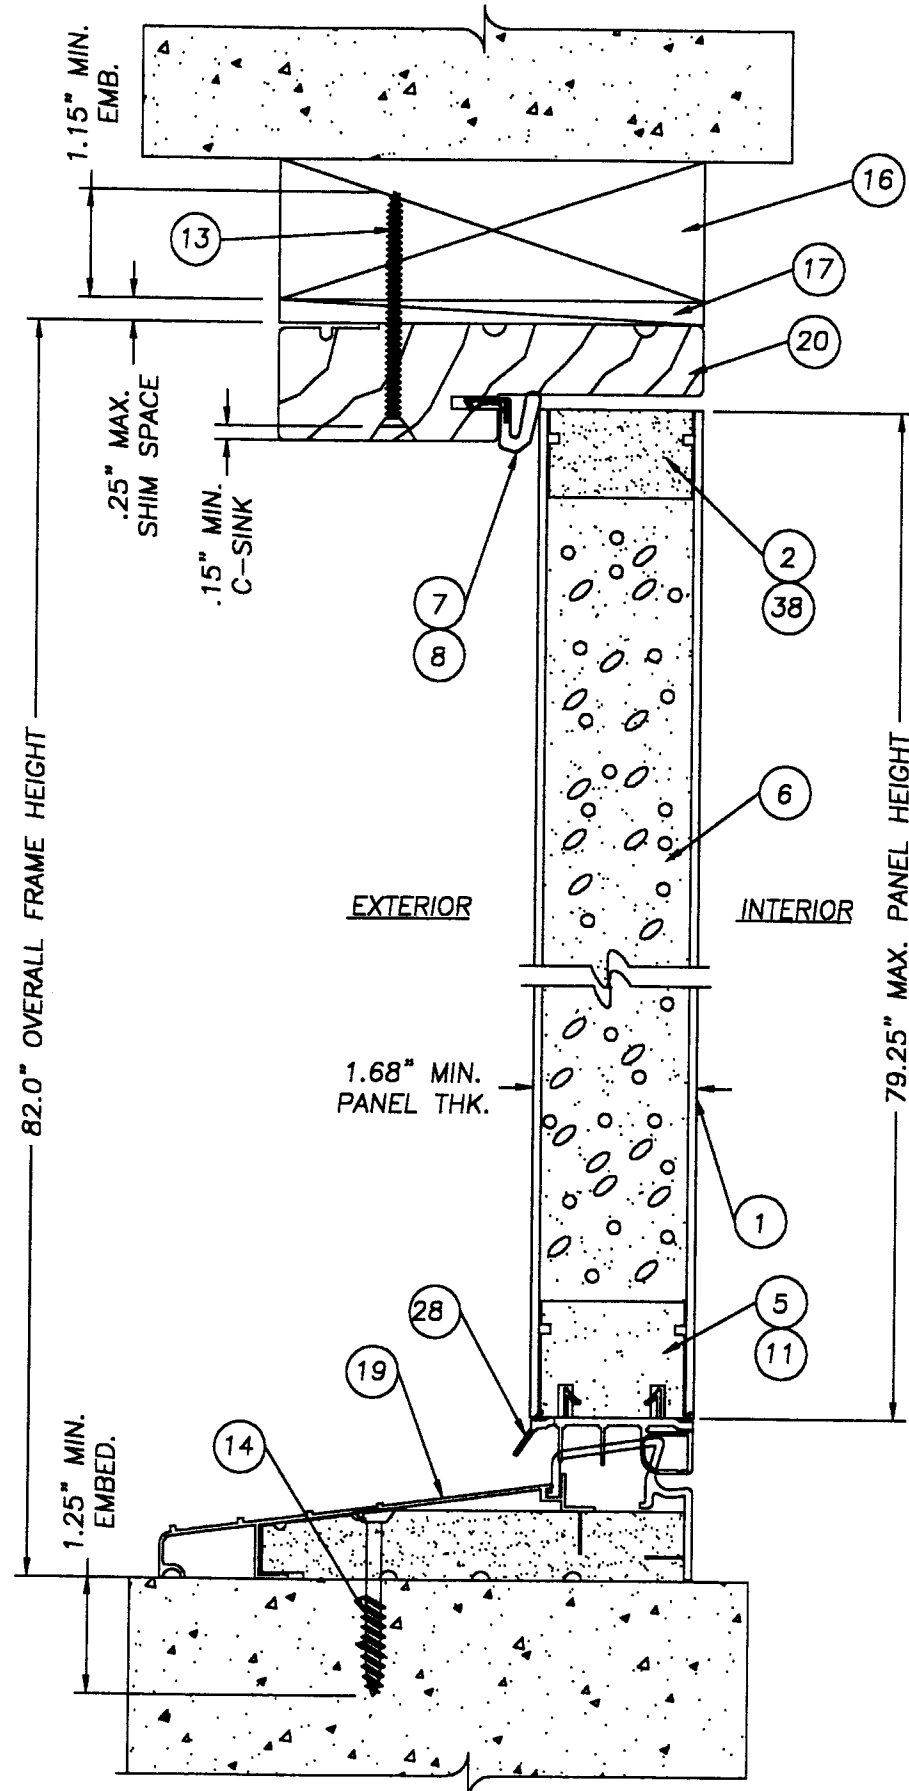 1.15" MIN.
EMB.
16
13
17
20
.25" MAX.
SHIM SPACE
.15" MIN.
C-SINK
2
38
7
8
82.0" OVERALL FRAME HEIGHT
79.25" MAX. PANEL HEIGHT
6
EXTERIOR
INTERIOR
1.68" MIN.
PANEL THK.
1
28
5
11
19
14
1.25" MIN.
EMBED.